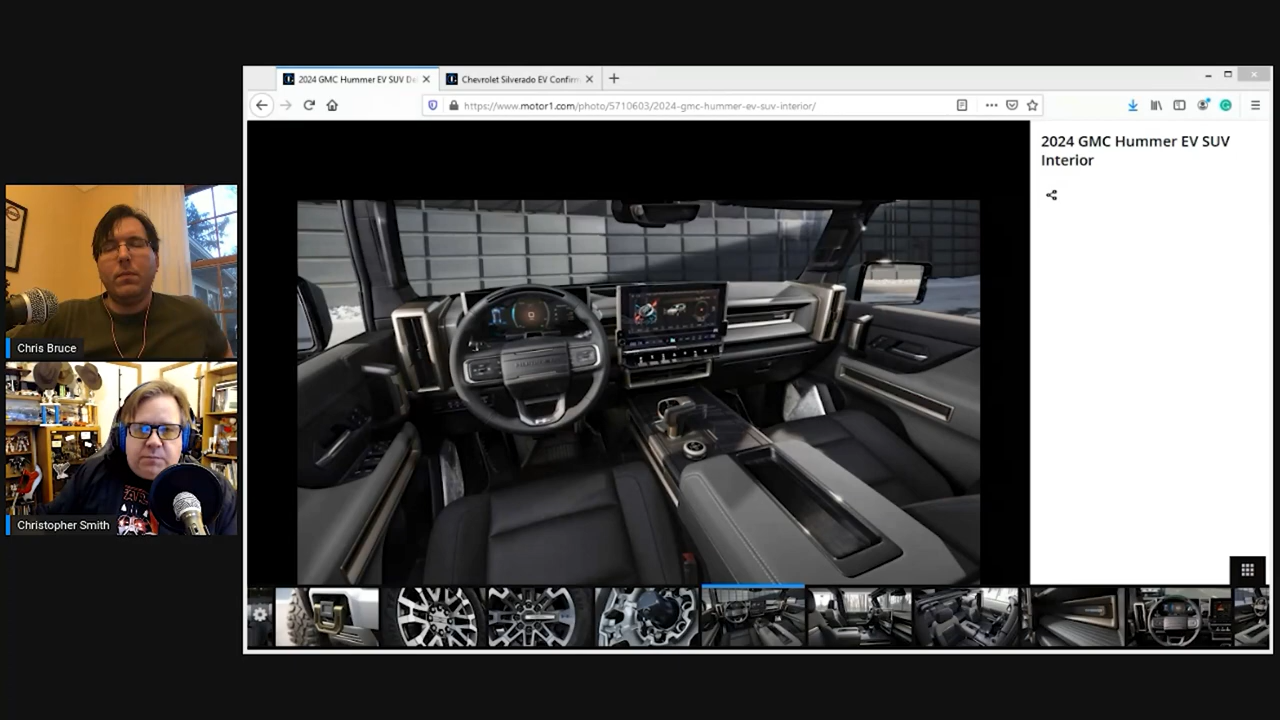 2024 GMC Hummer EV SUV De
Chevrolet Silverado EV Confirm
https://www.motor1.com/photo/5710603/2024-gmc-hummer-ev-suv-interior/
2024 GMC Hummer EV SUV
Interior
Chris Bruce
Christopher Smith